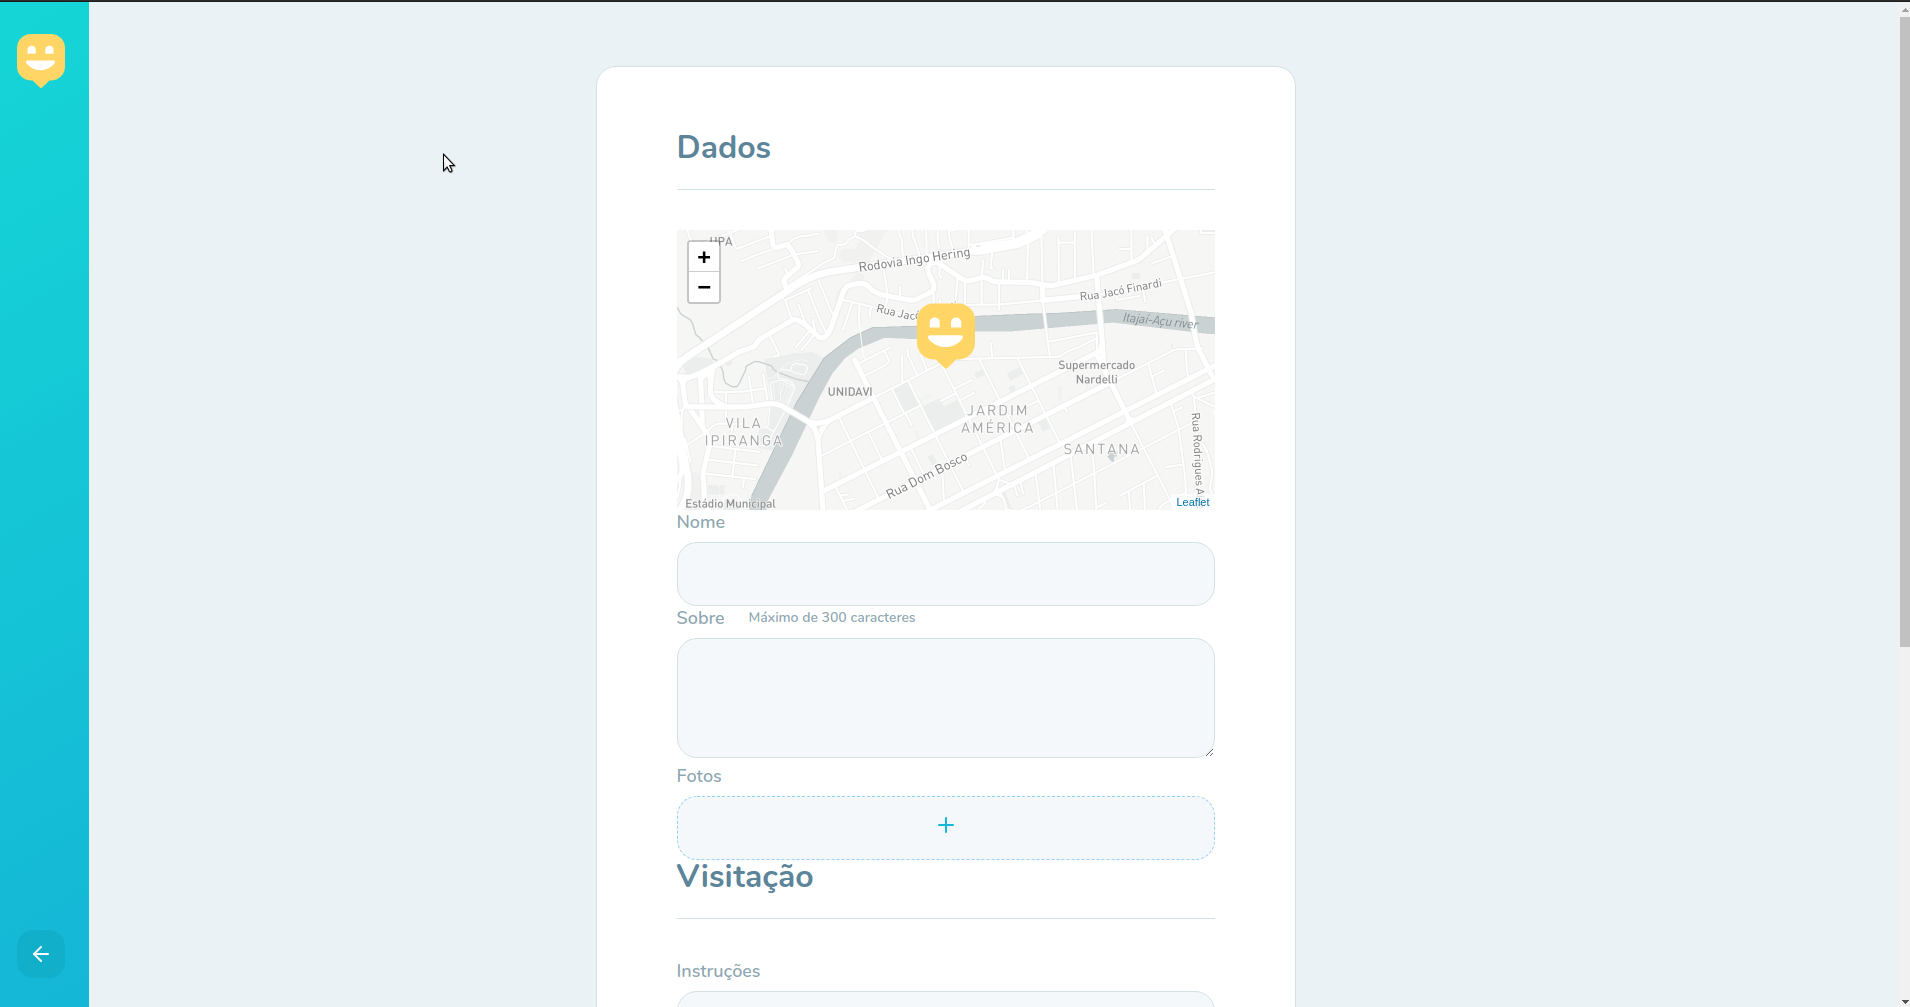 Dados
UPA
+
−
Rodovia Ingo Hering
Rua Jacó Finardi
Rua Jacó
Itajaí-Açu river
Supermercado
Nardelli
UNIDAVI
JARDIM
AMÉRICA
VILA
IPIRANGA
SANTANA
Rua Rodrigues A
Rua Dom Bosco
Estádio Municipal
Leaflet
Nome
Sobre Máximo de 300 caracteres
Fotos
+
Visitação
Instruções